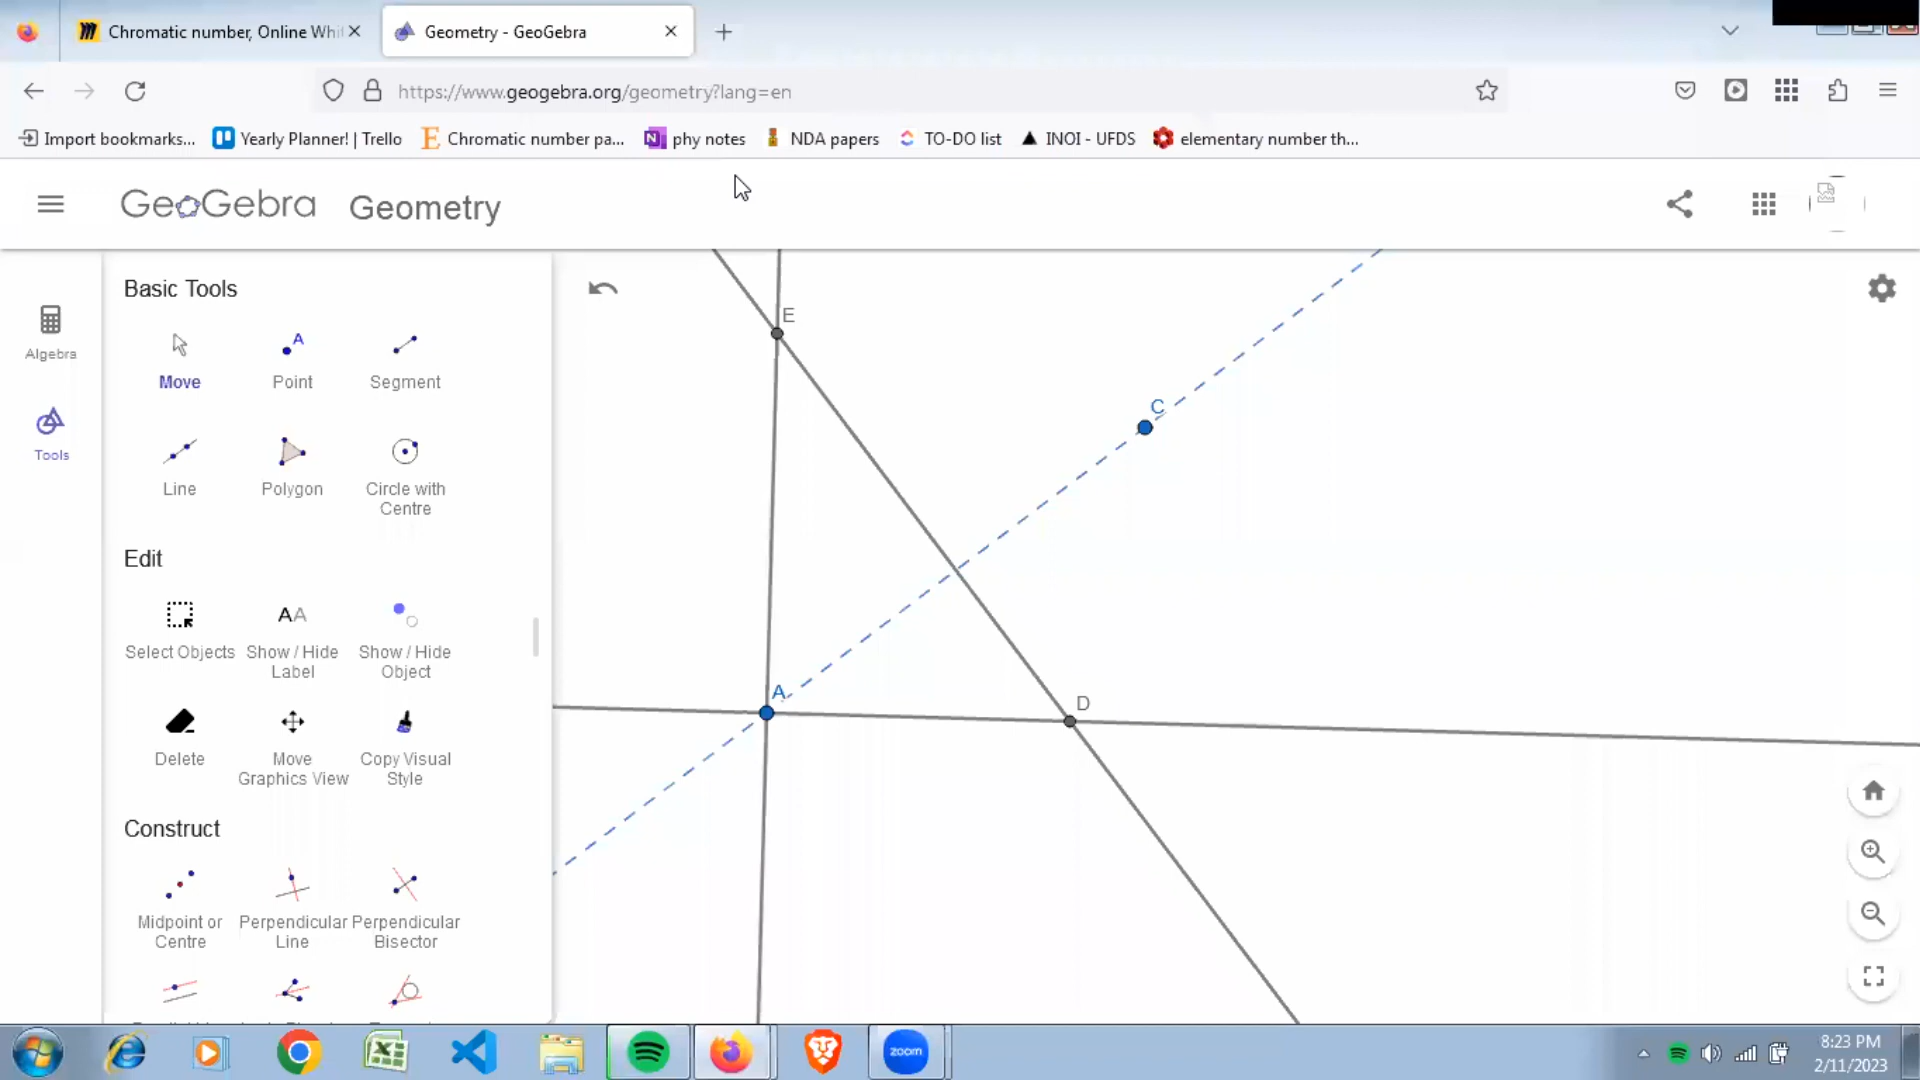 Chromatic number, Online Whit
Geometry - GeoGebra
https://www.geogebra.org/geometry?lang=en
Import bookmarks...
Yearly Planner! | Trello
Chromatic number pa...
phy notes
NDA papers
TO-DO list
INOI - UFDS
elementary number th...
GeoGebra
Geometry
Algebra
Tools
Basic Tools
Move
A
Point
Segment
Line
Polygon
Circle with
Centre
Edit
Select Objects
AA
Show / Hide
Label
Show / Hide
Object
Delete
Move
Graphics View
Copy Visual
Style
Construct
Midpoint or
Centre
Perpendicular
Line
Perpendicular
Bisector
E
C
A
D
zoom
8:23 PM
2/11/2023